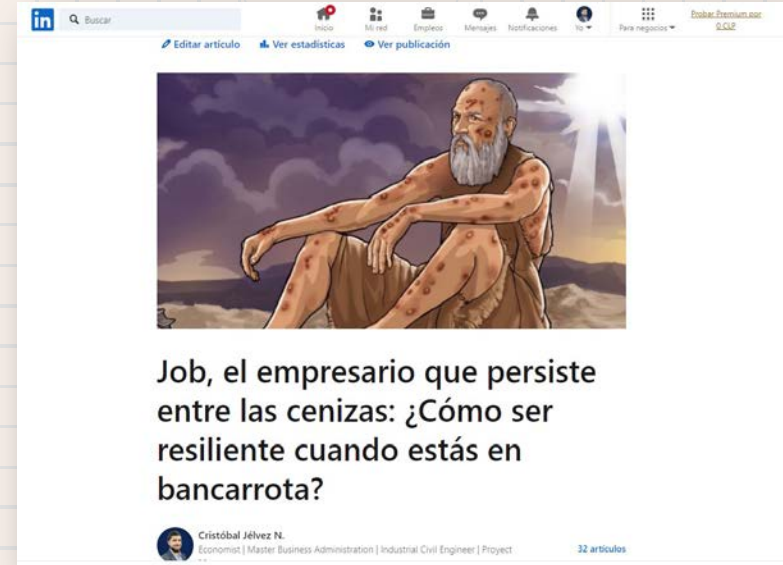 in
Buscar
Inicio
Mi red
Empleos
Mensajes
Notificaciones
Yo
Para negocios
Probar Premium por
0 CLP
Editar artículo
Ver estadísticas
Ver publicación
Job, el empresario que persiste
entre las cenizas: ¿Cómo ser
resiliente cuando estás en
bancarrota?
Cristóbal Jélvez N.
Economist | Master Business Administration | Industrial Civil Engineer | Proyect
32 artículos